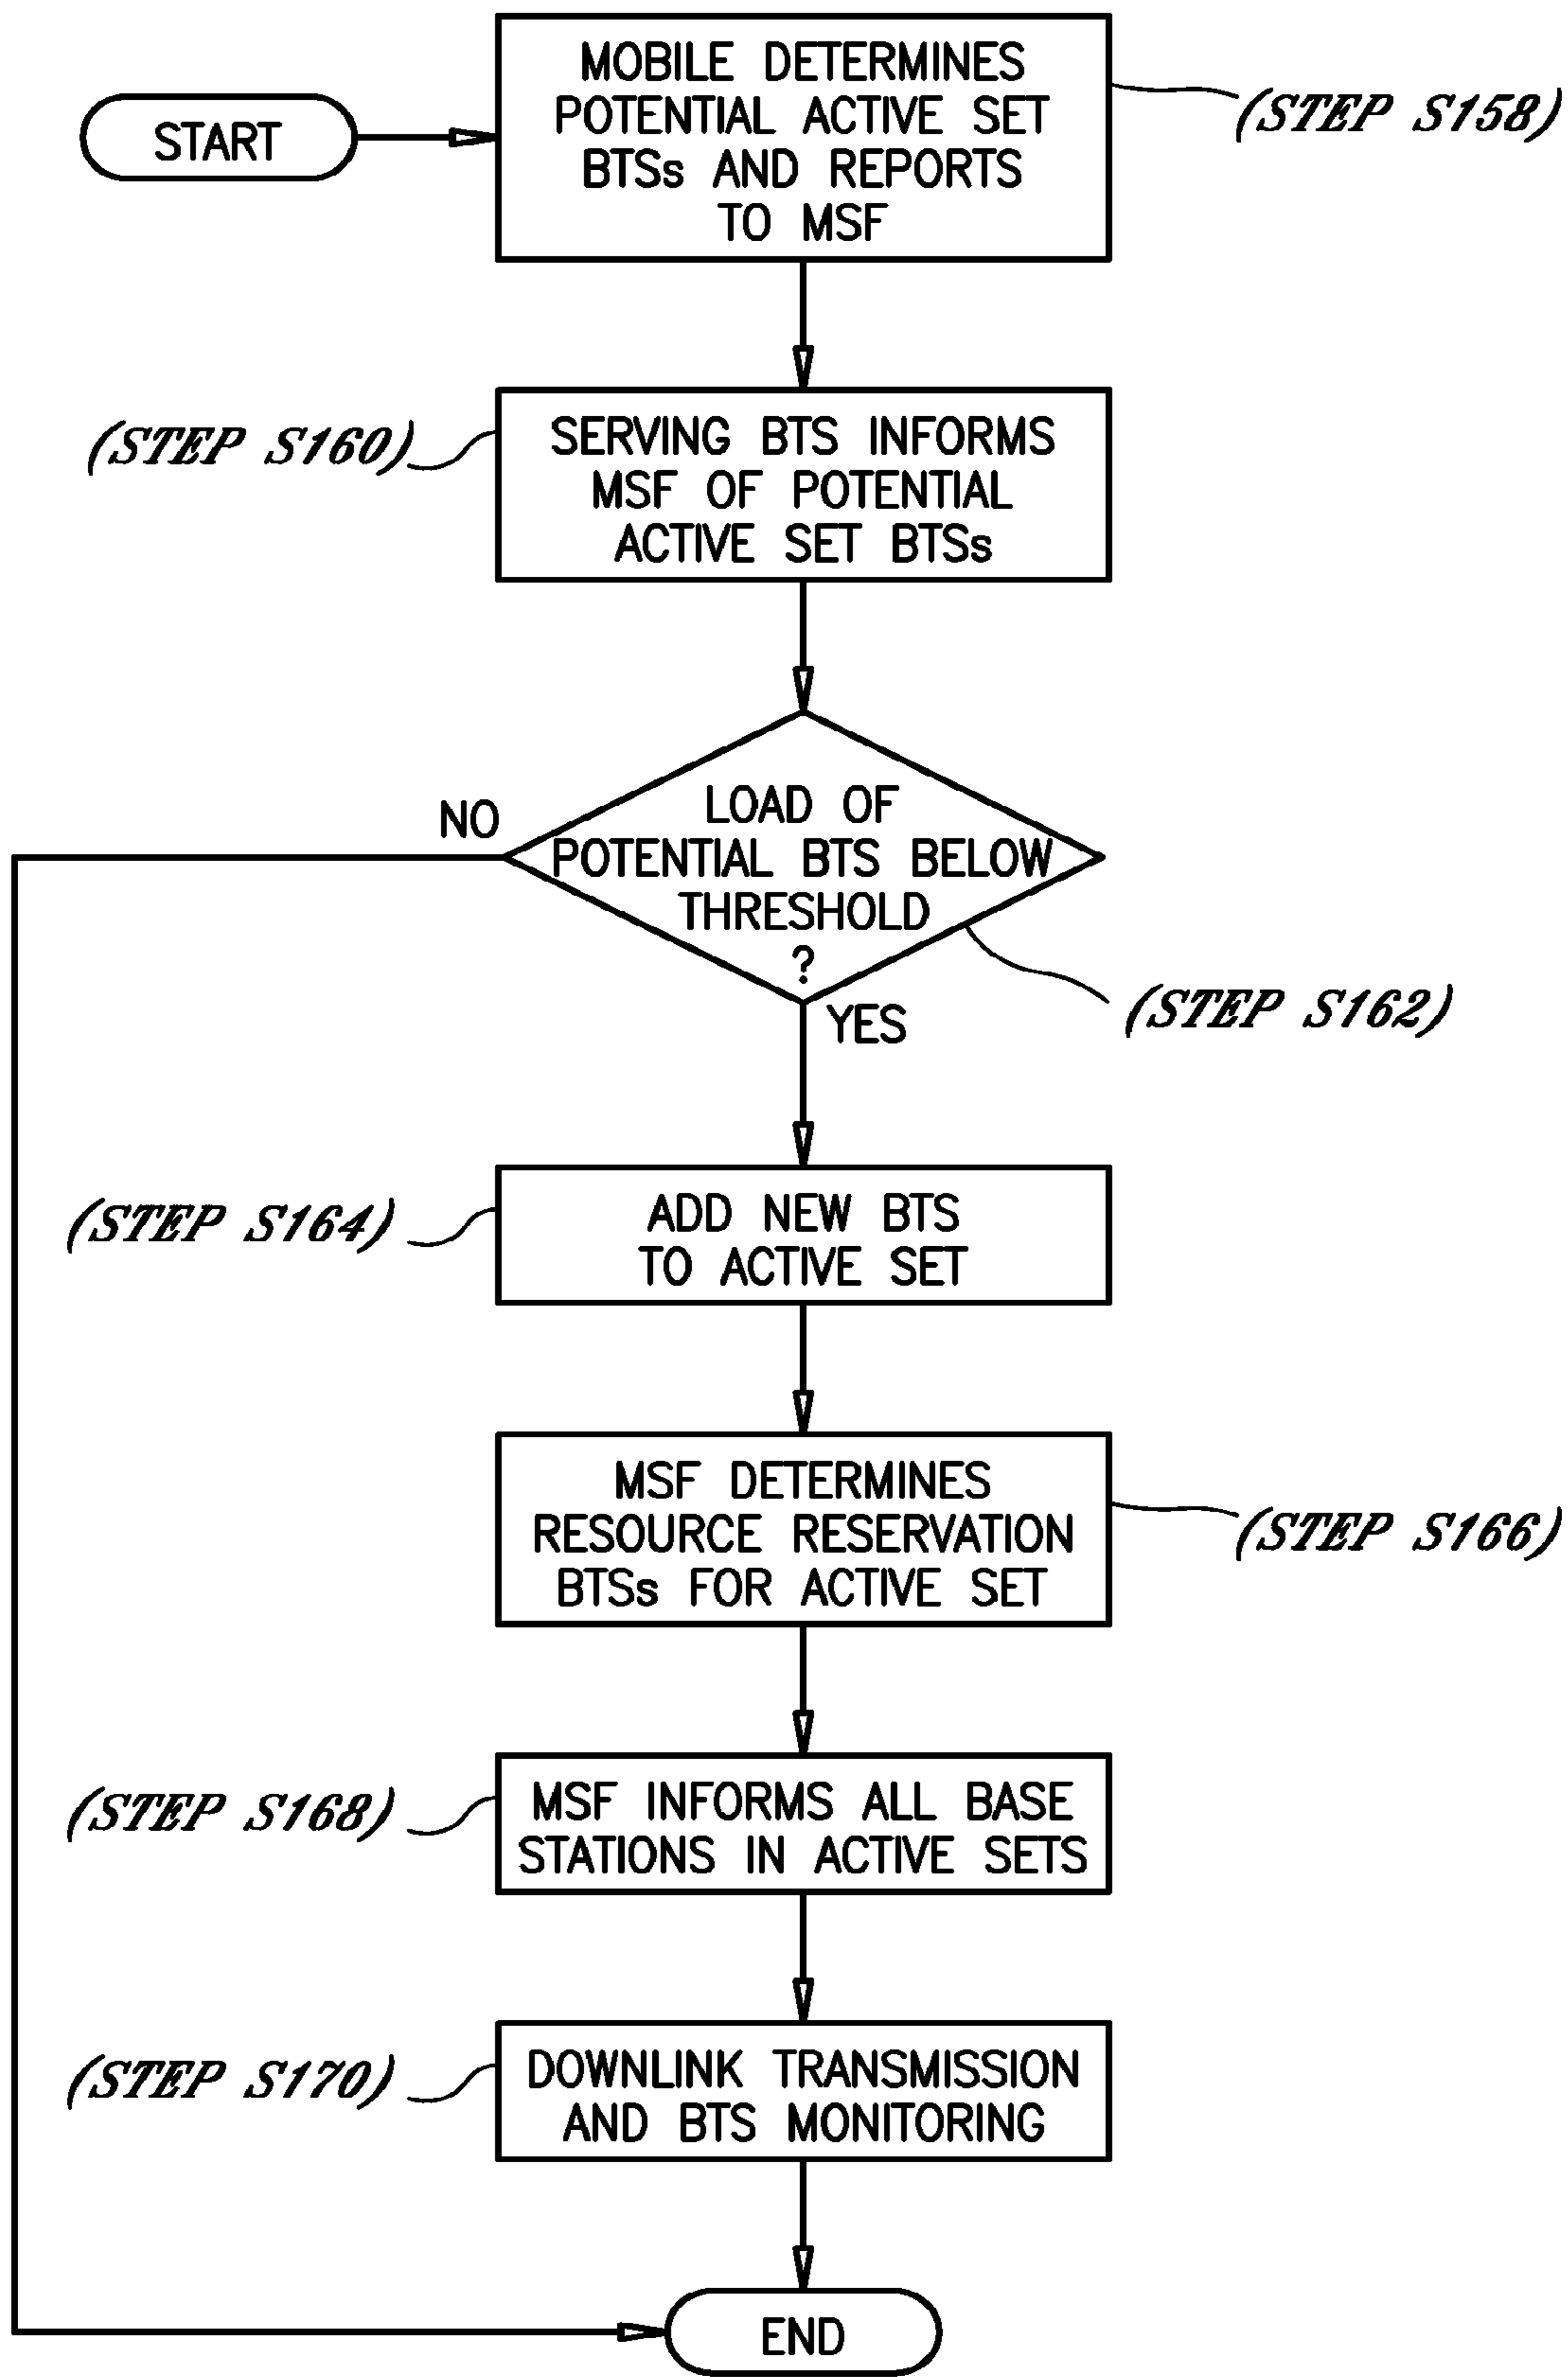 START
MOBILE DETERMINES
POTENTIAL ACTIVE SET
BTSs AND REPORTS
TO MSF
(STEP S158)
(STEP S160)
SERVING BTS INFORMS
MSF OF POTENTIAL
ACTIVE SET BTSs
NO
LOAD OF
POTENTIAL BTS BELOW
THRESHOLD
?
(STEP S162)
YES
(STEP S164)
ADD NEW BTS
TO ACTIVE SET
MSF DETERMINES
RESOURCE RESERVATION
BTSs FOR ACTIVE SET
(STEP S166)
(STEP S168)
MSF INFORMS ALL BASE
STATIONS IN ACTIVE SETS
(STEP S170)
DOWNLINK TRANSMISSION
AND BTS MONITORING
END